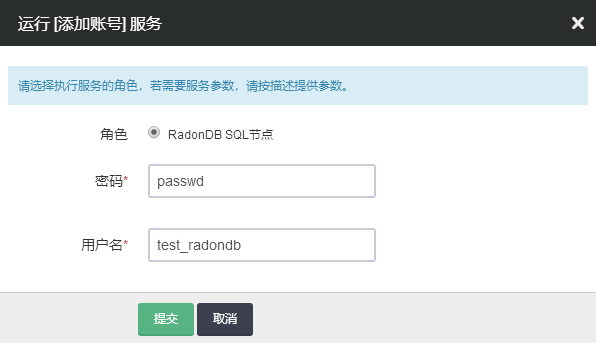 运行 [添加账号] 服务
请选择执行服务的角色，若需要服务参数，请按描述提供参数。
角色 RadonDB SQL节点
密码* passwd
用户名* test_radondb
提交 取消